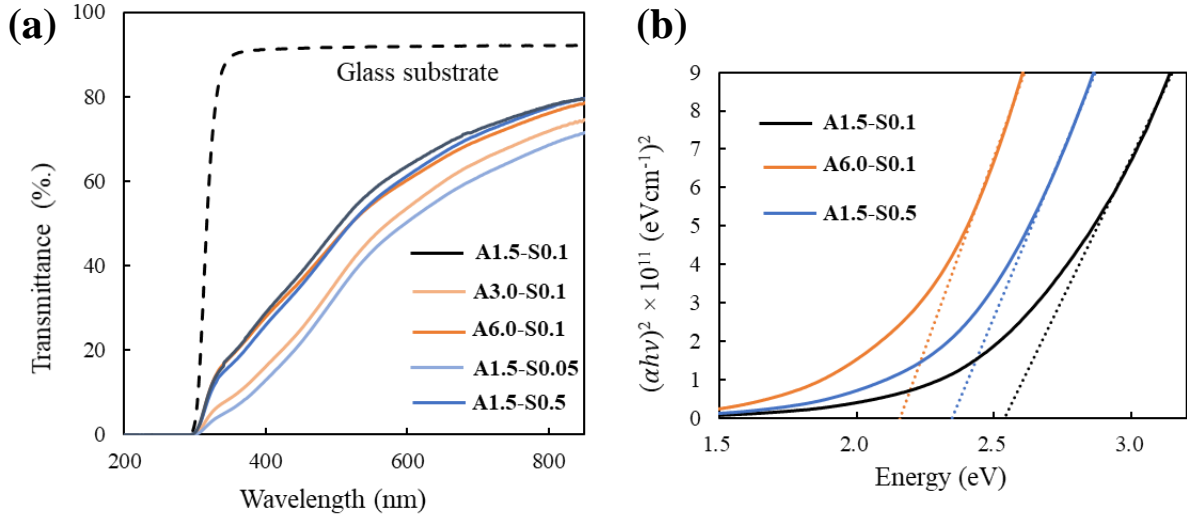 (a)
100
80
60
40
20
0
Transmittance (%.)
Glass substrate
A1.5-S0.1
A3.0-S0.1
A6.0-S0.1
A1.5-S0.05
A1.5-S0.5
200
400
600
800
Wavelength (nm)
(b)
9
8
7
6
5
4
3
2
1
0
(αhν)² × 10¹¹ (eVcm⁻¹)²
A1.5-S0.1
A6.0-S0.1
A1.5-S0.5
1.5
2.0
2.5
3.0
Energy (eV)